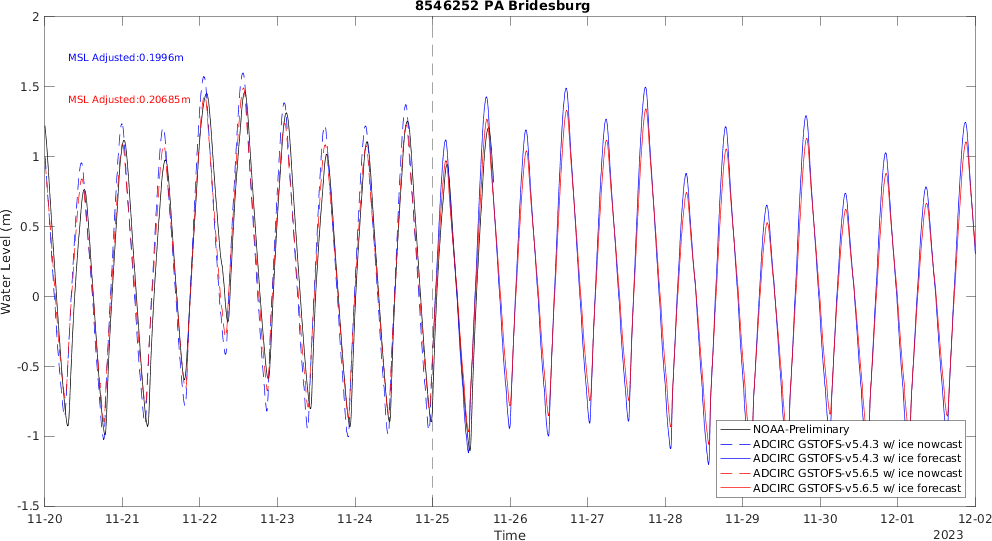 8546252 PA Bridesburg
MSL Adjusted:0.1996m
MSL Adjusted:0.20685m
Water Level (m)
2
1.5
1
0.5
0
-0.5
-1
-1.5
NOAA-Preliminary
ADCIRC GSTOFS-v5.4.3 w/ ice nowcast
ADCIRC GSTOFS-v5.4.3 w/ ice forecast
ADCIRC GSTOFS-v5.6.5 w/ ice nowcast
ADCIRC GSTOFS-v5.6.5 w/ ice forecast
11-20 11-21 11-22 11-23 11-24 11-25 11-26 11-27 11-28 11-29 11-30 12-01 12-02
Time
2023